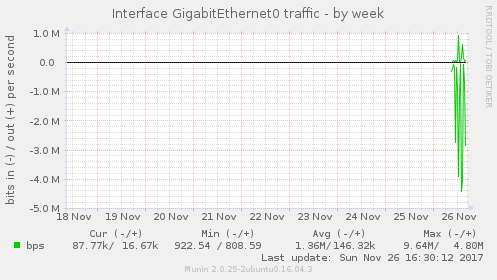 Interface GigabitEthernet0 traffic - by week
RRDTOOL / TOBI OETIKER
bits in (-) / out (+) per second
1.0 M
0.0
-1.0 M
-2.0 M
-3.0 M
-4.0 M
-5.0 M
18 Nov 19 Nov 20 Nov 21 Nov 22 Nov 23 Nov 24 Nov 25 Nov 26 Nov
Cur (-/+) Min (-/+) Avg (-/+) Max (-/+)
bps 87.77k/ 16.67k 922.54 /808.59 1.36M/146.32k 9.64M/ 4.80M
Last update: Sun Nov 26 16:30:12 2017
Munin 2.0.25-2ubuntu0.16.04.3